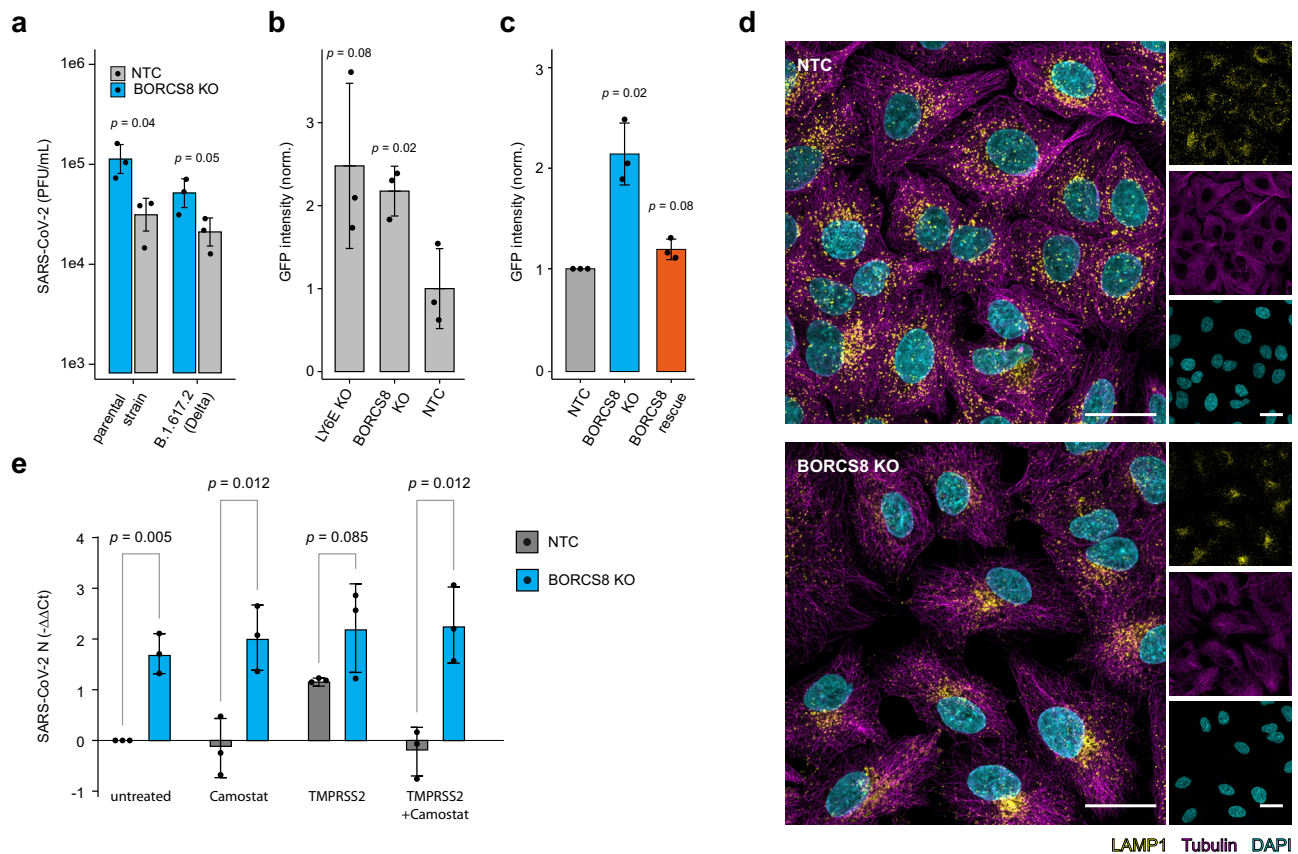 a
1e6
1e5
1e4
1e3
SARS-CoV-2 (PFU/mL)
NTC
BORCS8 KO
p = 0.04
p = 0.05
parental
strain
B.1.617.2
(Delta)
b
p = 0.08
p = 0.02
3
2
1
0
GFP intensity (norm.)
LY6E KO
BORCS8
KO
NTC
c
p = 0.02
p = 0.08
3
2
1
0
GFP intensity (norm.)
NTC
BORCS8
KO
BORCS8
rescue
d
NTC
BORCS8 KO
LAMP1 Tubulin DAPI
e
p = 0.005
p = 0.012
p = 0.085
p = 0.012
NTC
BORCS8 KO
4
3
2
1
0
-1
SARS-CoV-2 N (-ΔΔCt)
untreated
Camostat
TMPRSS2
TMPRSS2
+Camostat